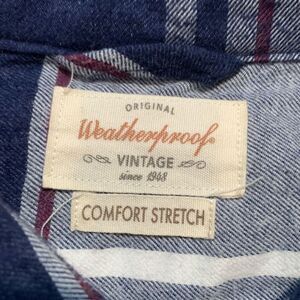 ORIGINAL
Weatherproof
VINTAGE
since 1948
COMFORT STRETCH